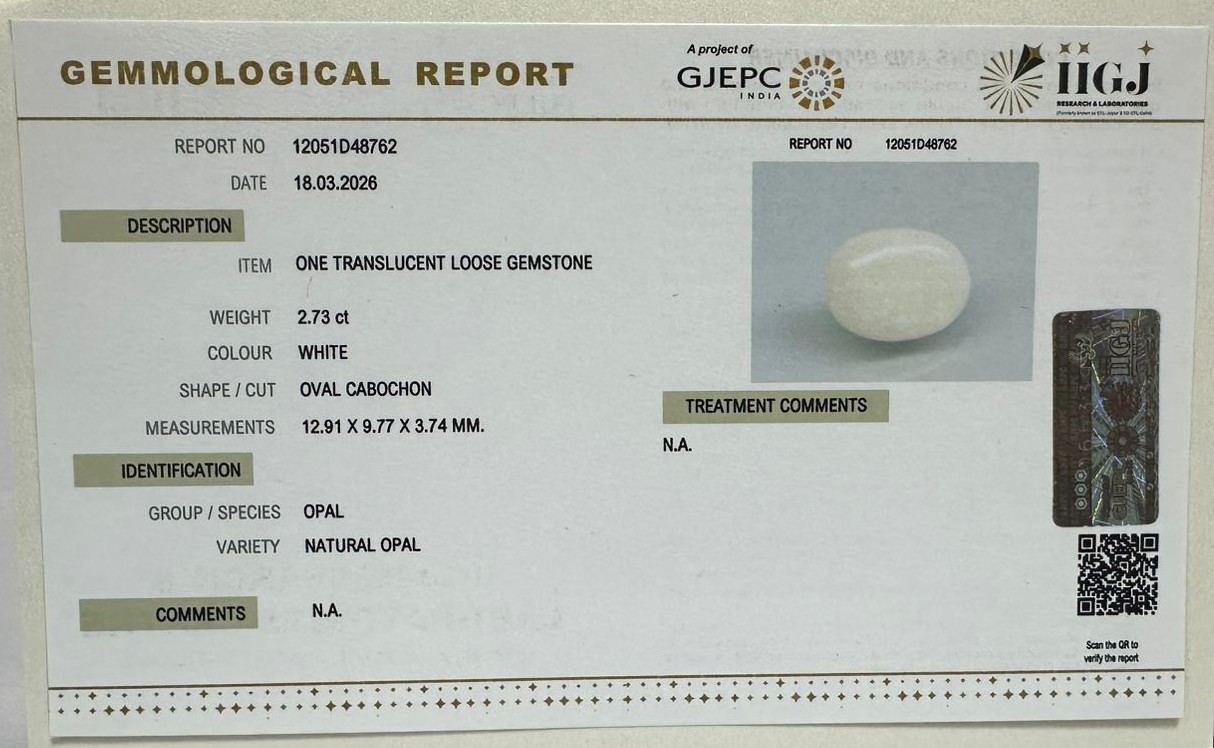 GEMMOLOGICAL REPORT
A project of
GJEPC
INDIA
IIGJ
RESEARCH & LABORATORIES
REPORT NO 12051D48762
DATE 18.03.2026
DESCRIPTION
ITEM ONE TRANSLUCENT LOOSE GEMSTONE
WEIGHT 2.73 ct
COLOUR WHITE
SHAPE / CUT OVAL CABOCHON
MEASUREMENTS 12.91 X 9.77 X 3.74 MM.
IDENTIFICATION
GROUP / SPECIES OPAL
VARIETY NATURAL OPAL
COMMENTS N.A.
REPORT NO 12051D48762
TREATMENT COMMENTS
N.A.
IIGJ
Scan the QR to
verify the report